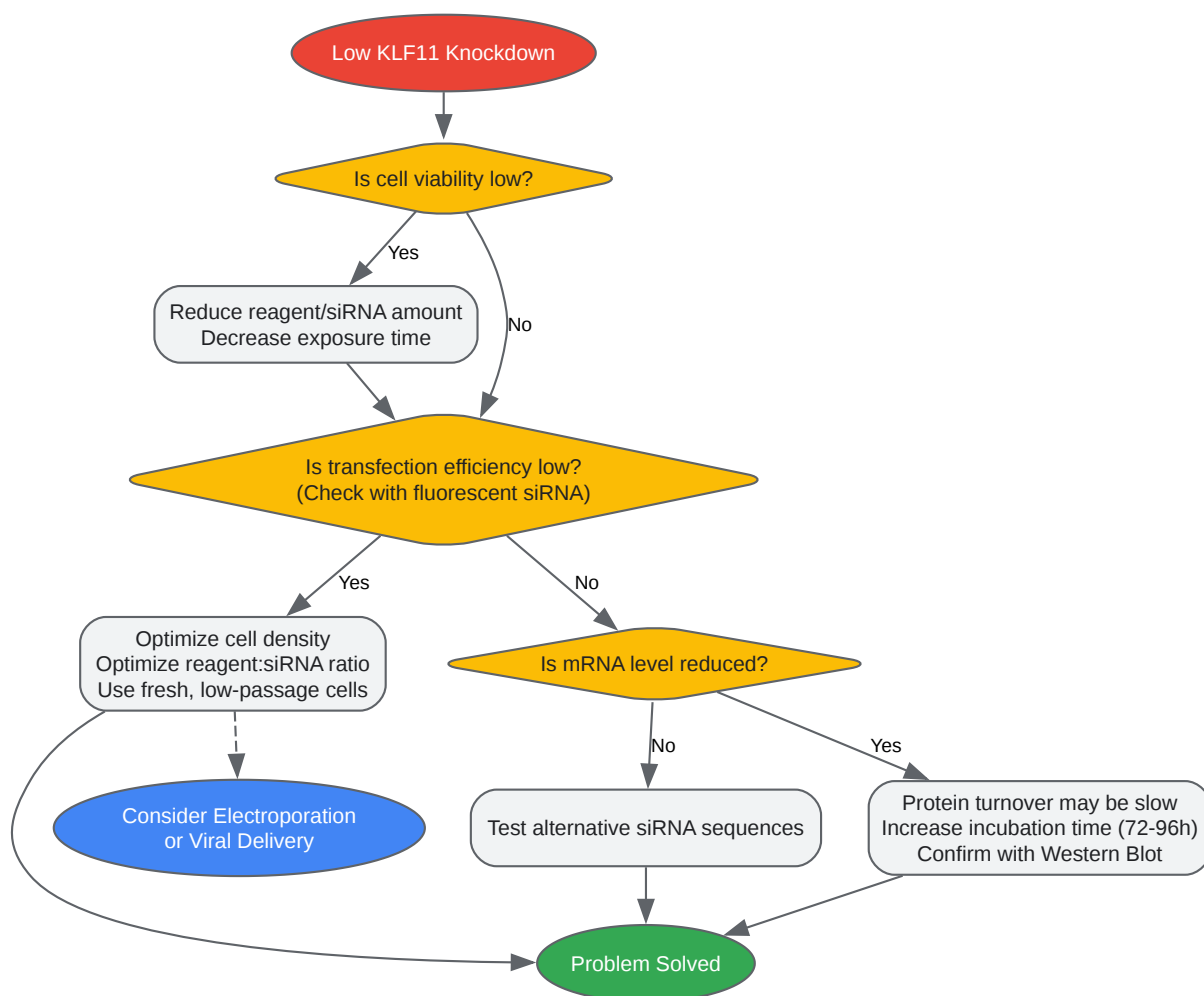 Low KLF11 Knockdown
Is cell viability low?
Yes
Reduce reagent/siRNA amount
Decrease exposure time
No
Is transfection efficiency low?
(Check with fluorescent siRNA)
Yes
No
Optimize cell density
Optimize reagent:siRNA ratio
Use fresh, low-passage cells
Is mRNA level reduced?
No
Yes
Consider Electroporation
or Viral Delivery
Test alternative siRNA sequences
Protein turnover may be slow
Increase incubation time (72-96h)
Confirm with Western Blot
Problem Solved